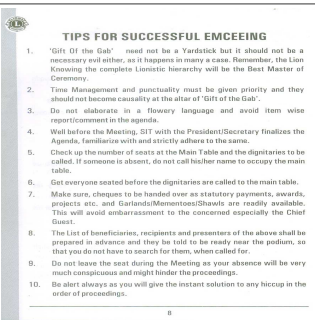 TIPS FOR SUCCESSFUL EMCEEING
1. 'Gift Of the Gab' need not be a Yardstick but it should not be a
necessary evil either, as it happens in many a case. Remember, the Lion
Knowing the complete Lionistic hierarchy will be the Best Master of
Ceremony.
2. Time Management and punctuality must be given priority and they
should not become causality at the altar of 'Gift of the Gab'.
3. Do not elaborate in a flowery language and avoid item wise
report/comment in the agenda.
4. Well before the Meeting, SIT with the President/Secretary finalizes the
Agenda, familiarize with and strictly adhere to the same.
5. Check up the number of seats at the Main Table and the dignitaries to be
called. If someone is absent, do not call his/her name to occupy the main
table.
6. Get everyone seated before the dignitaries are called to the main table.
7. Make sure, cheques to be handed over as statutory payments, awards,
projects etc. and Garlands/Momentoes/Shawls are readily available.
This will avoid embarrassment to the concerned especially the Chief
Guest.
8. The List of beneficiaries, recipients and presenters of the above shall be
prepared in advance and they be told to be ready near the podium, so
that you do not have to search for them, when called for.
9. Do not leave the seat during the Meeting as your absence will be very
much conspicuous and might hinder the proceedings.
10. Be alert always as you will give the instant solution to any hiccup in the
order of proceedings.
8